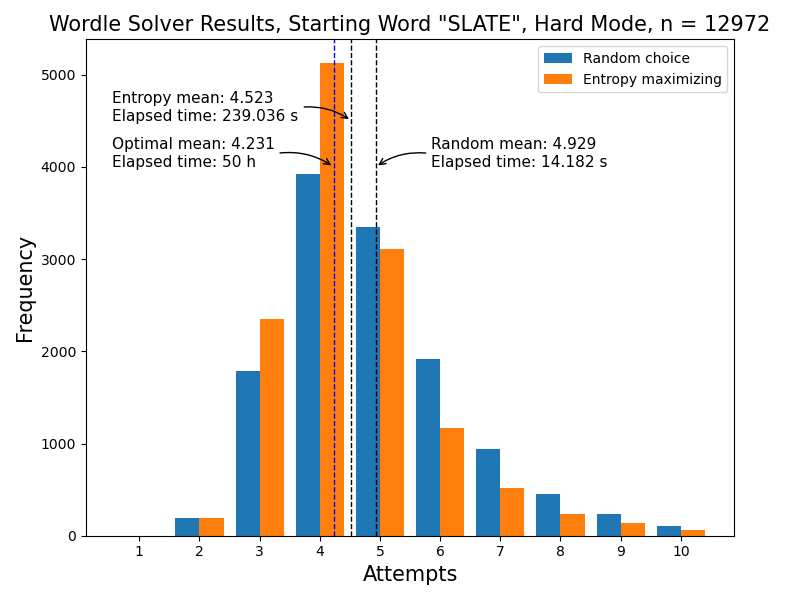 Wordle Solver Results, Starting Word "SLATE", Hard Mode, n = 12972
Random choice
Entropy maximizing
Entropy mean: 4.523
Elapsed time: 239.036 s
Optimal mean: 4.231
Elapsed time: 50 h
Random mean: 4.929
Elapsed time: 14.182 s
Frequency
5000
4000
3000
2000
1000
0
1 2 3 4 5 6 7 8 9 10
Attempts